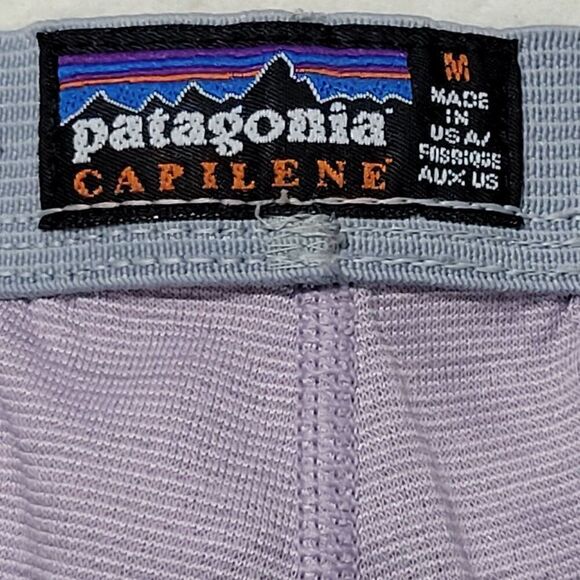 patagonia
CAPILENE
M
MADE
IN
USA/
FABRIQUE
AUX US